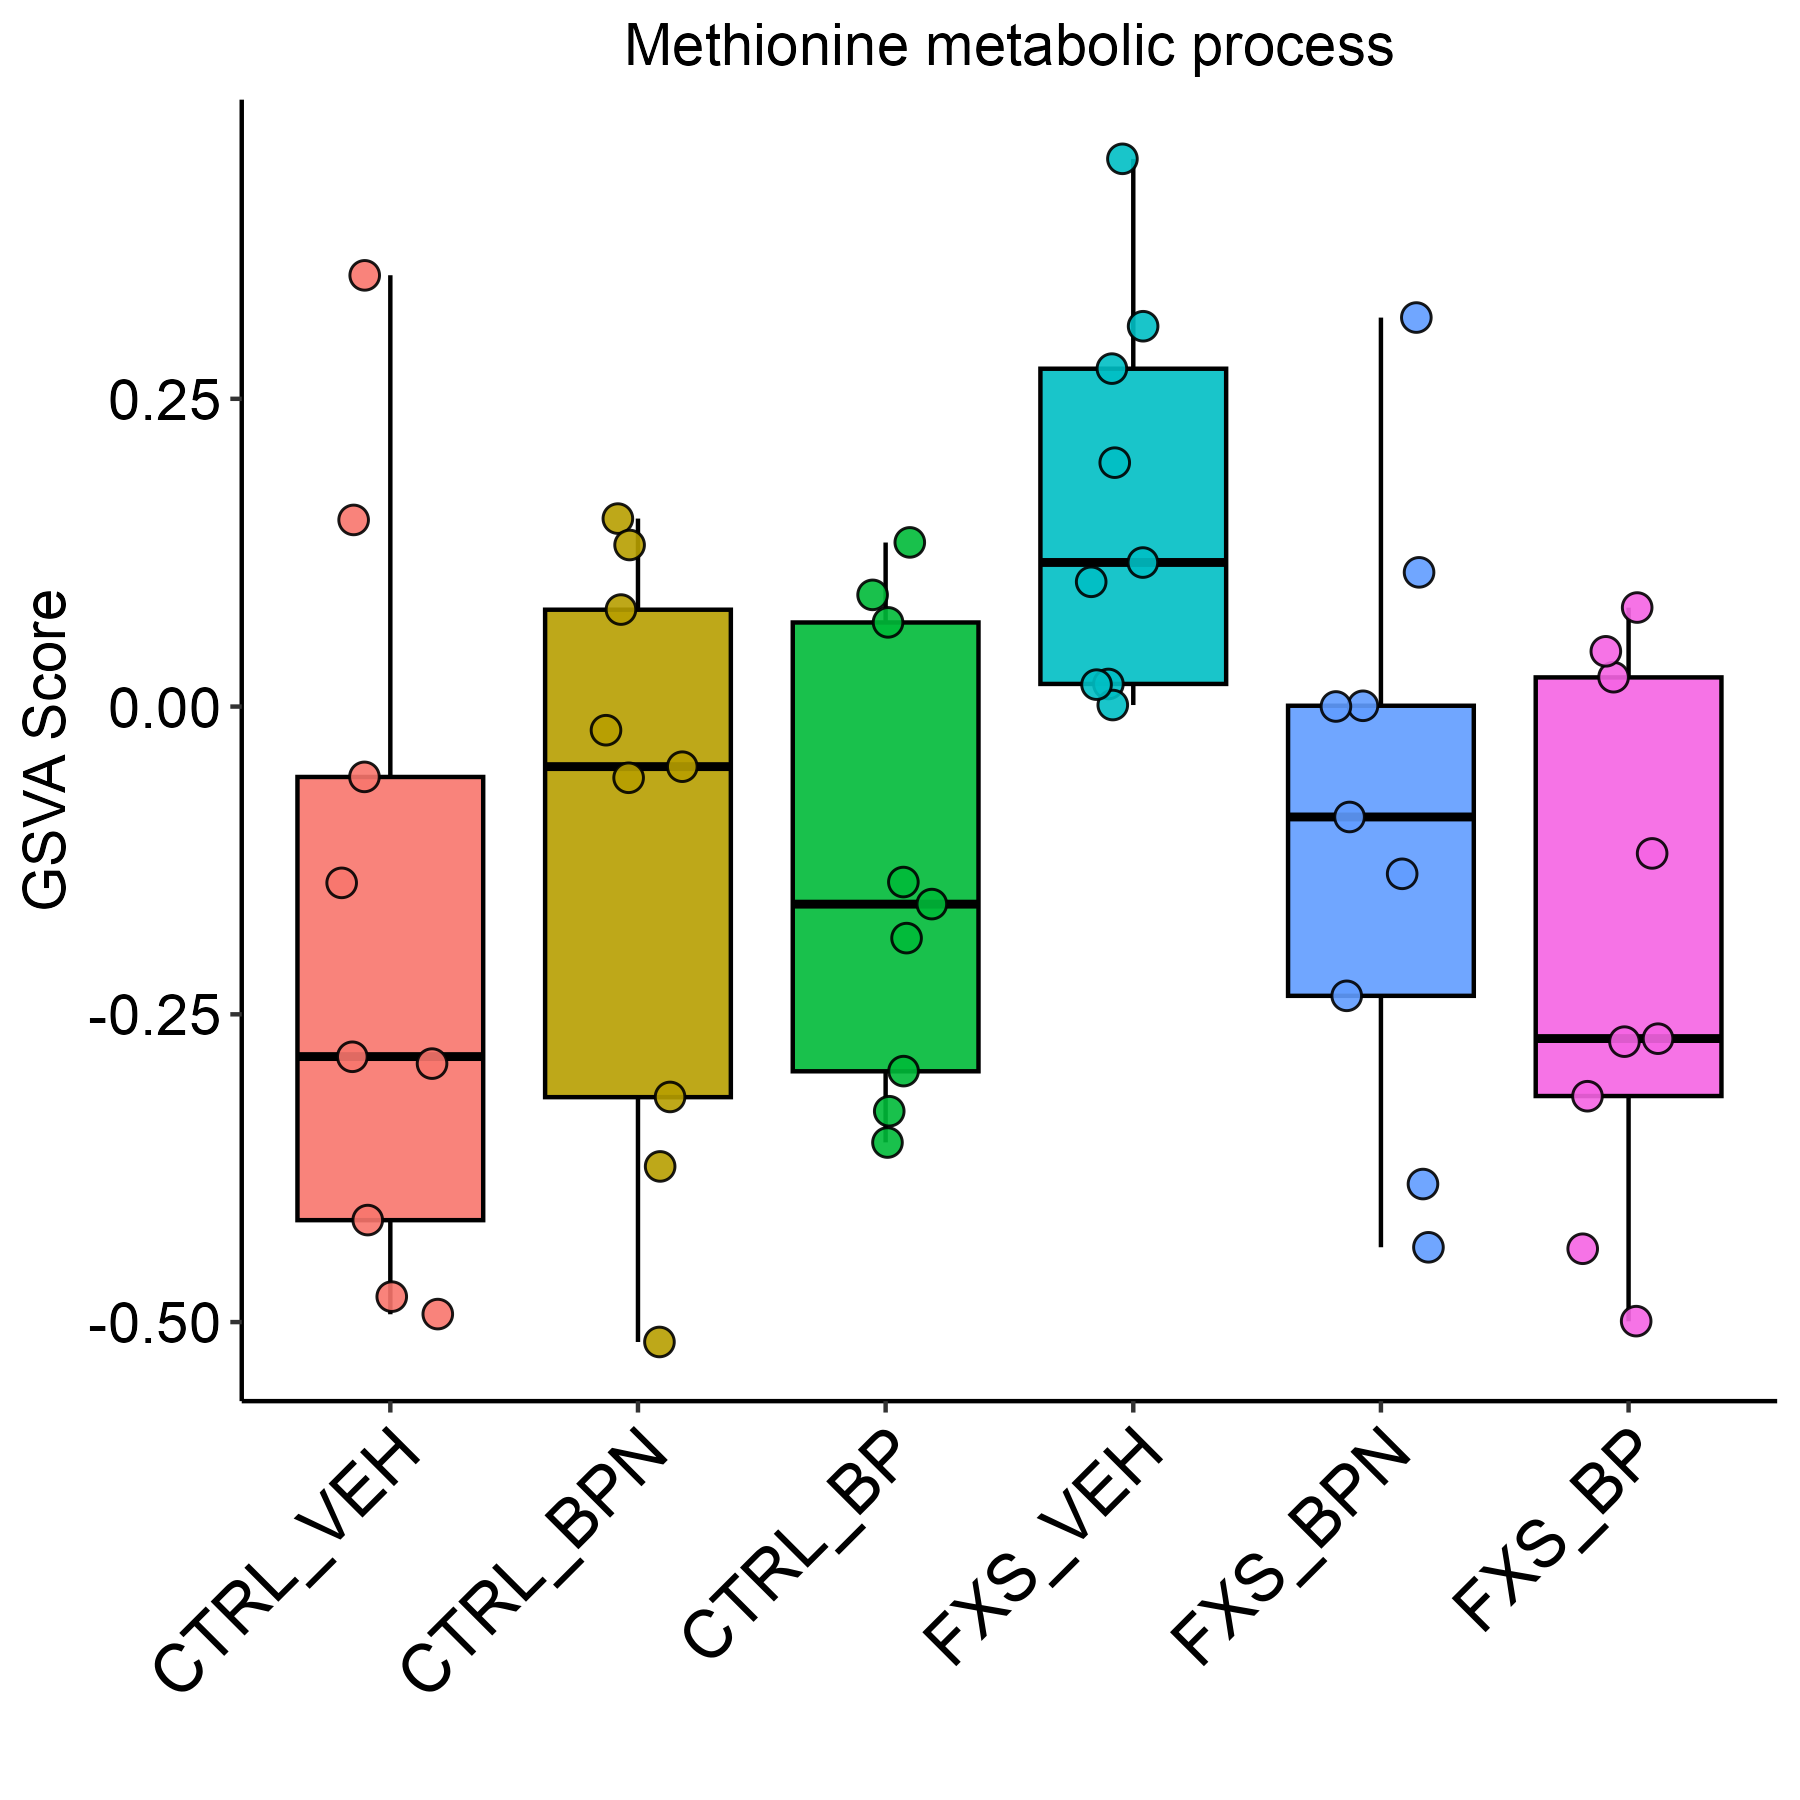 Methionine metabolic process
GSVA Score
0.25
0.00
-0.25
-0.50
CTRL_VEH
CTRL_BPN
CTRL_BP
FXS_VEH
FXS_BPN
FXS_BP